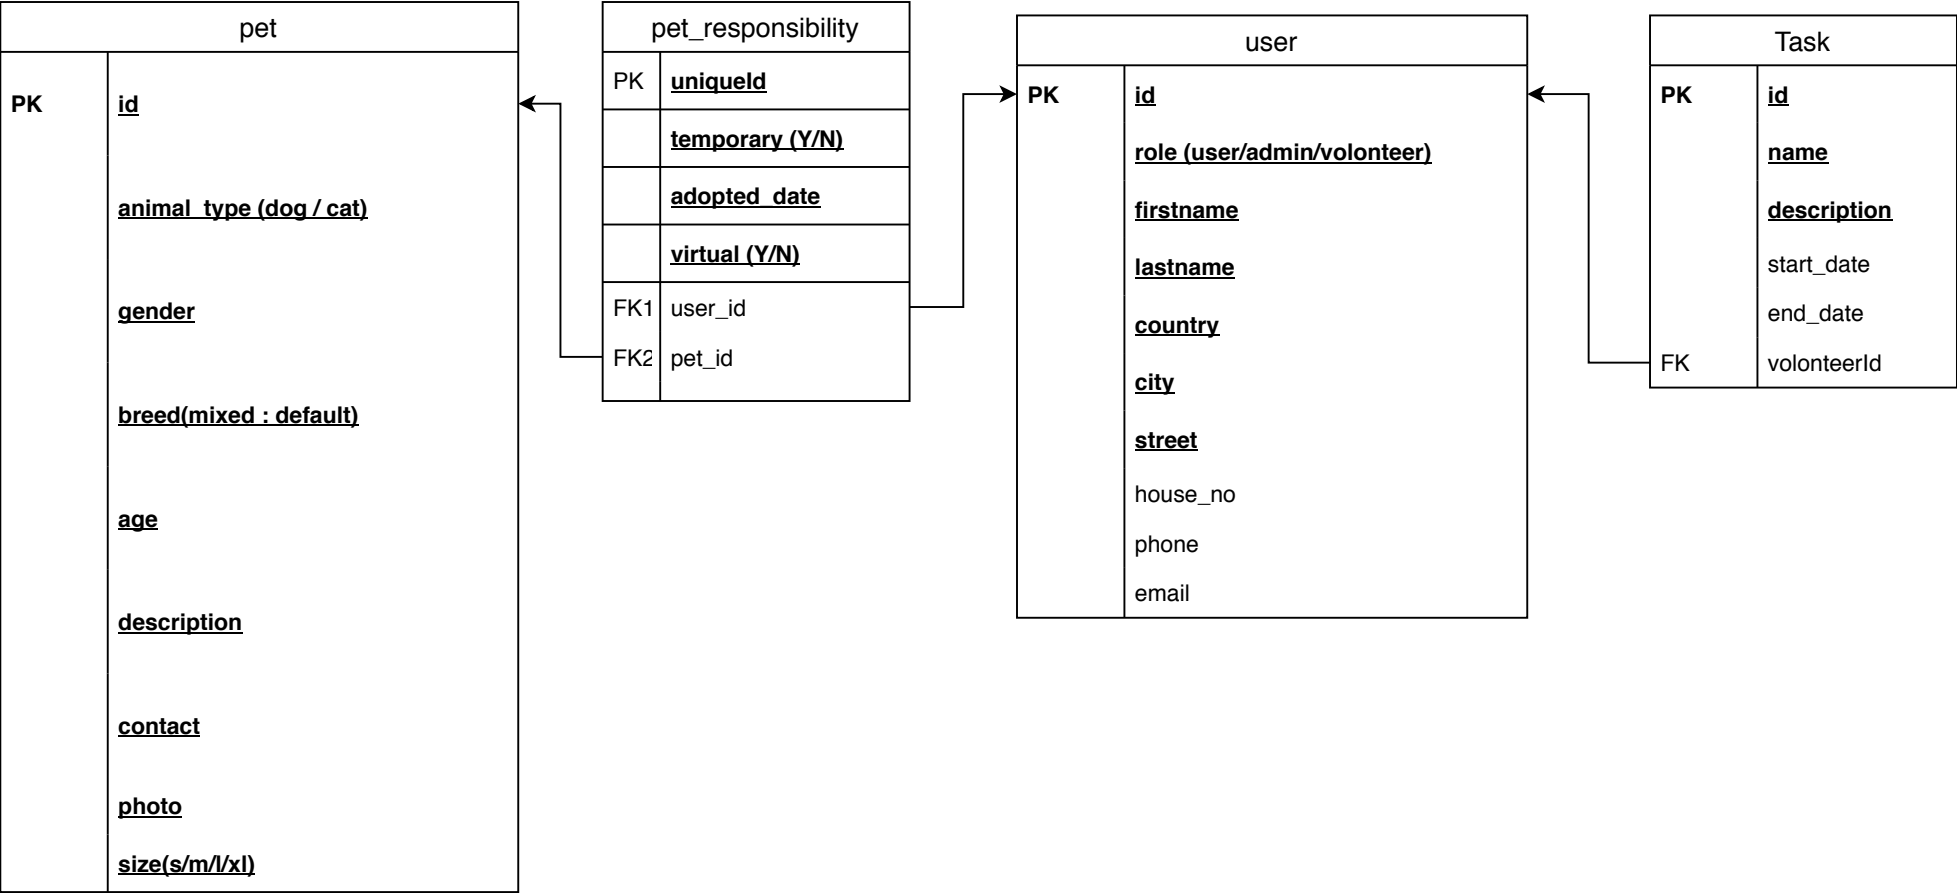 pet
PK id
animal_type (dog / cat)
gender
breed(mixed : default)
age
description
contact
photo
size(s/m/l/xl)
pet_responsibility
PK uniqueId
temporary (Y/N)
adopted_date
virtual (Y/N)
FK1 user_id
FK2 pet_id
user
PK id
role (user/admin/volonteer)
firstname
lastname
country
city
street
house_no
phone
email
Task
PK id
name
description
start_date
end_date
FK volonteerId